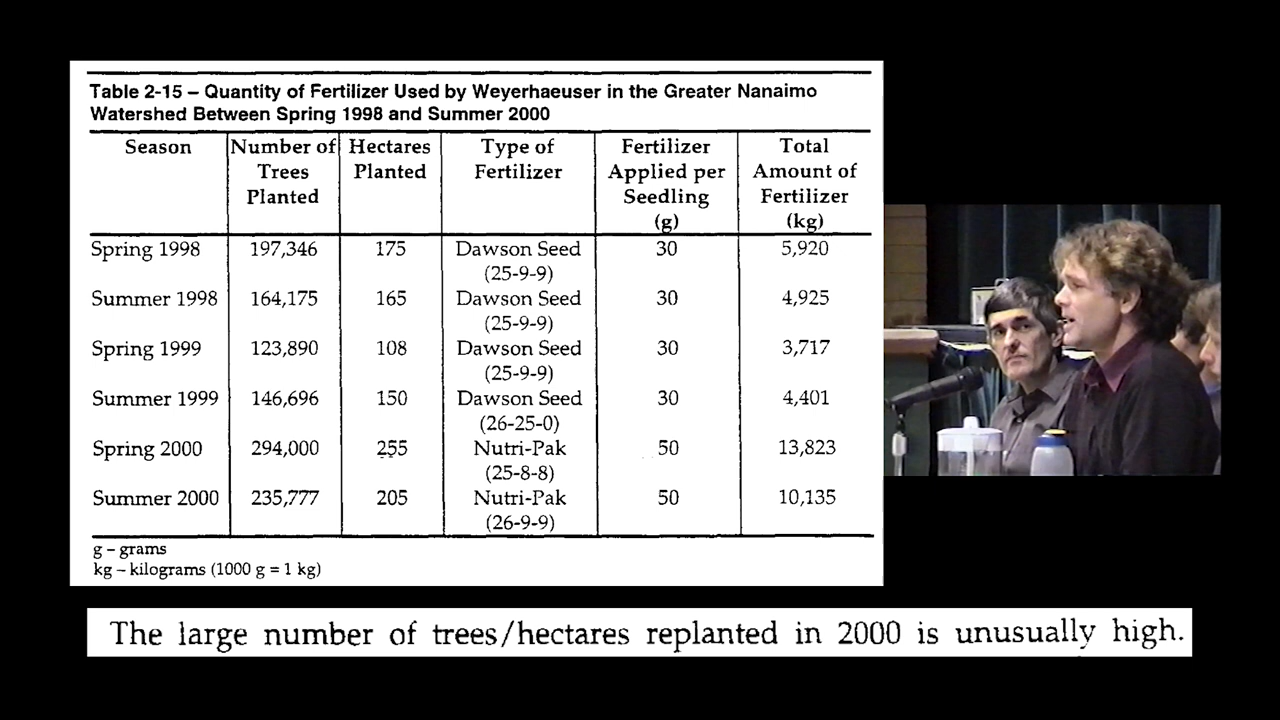 Table 2-15 – Quantity of Fertilizer Used by Weyerhaeuser in the Greater Nanaimo
Watershed Between Spring 1998 and Summer 2000
Season Number of Hectares Type of Fertilizer Total
Trees Planted Fertilizer Applied per Amount of
Planted Seedling Fertilizer
(g) (kg)
Spring 1998 197,346 175 Dawson Seed 30 5,920
(25-9-9)
Summer 1998 164,175 165 Dawson Seed 30 4,925
(25-9-9)
Spring 1999 123,890 108 Dawson Seed 30 3,717
(25-9-9)
Summer 1999 146,696 150 Dawson Seed 30 4,401
(26-25-0)
Spring 2000 294,000 255 Nutri-Pak 50 13,823
(25-8-8)
Summer 2000 235,777 205 Nutri-Pak 50 10,135
(26-9-9)
g – grams
kg – kilograms (1000 g = 1 kg)
The large number of trees/hectares replanted in 2000 is unusually high.